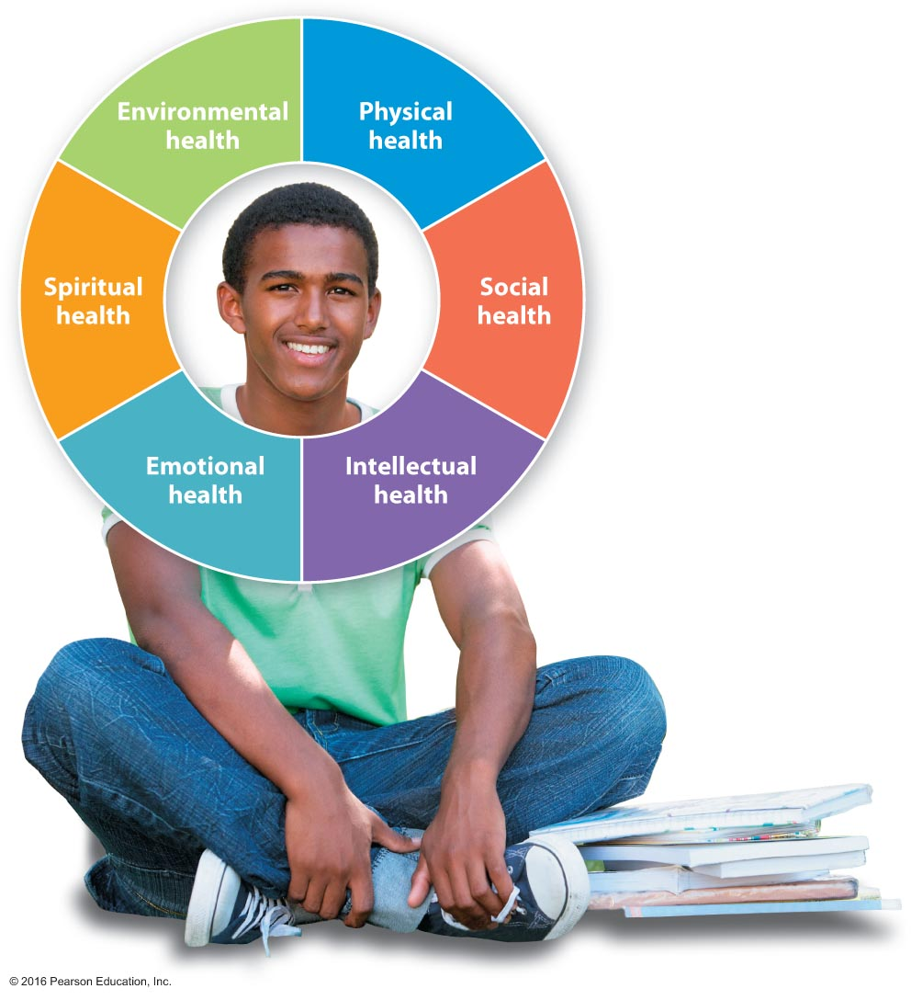 Environmental
health
Physical
health
Spiritual
health
Social
health
Emotional
health
Intellectual
health
© 2016 Pearson Education, Inc.